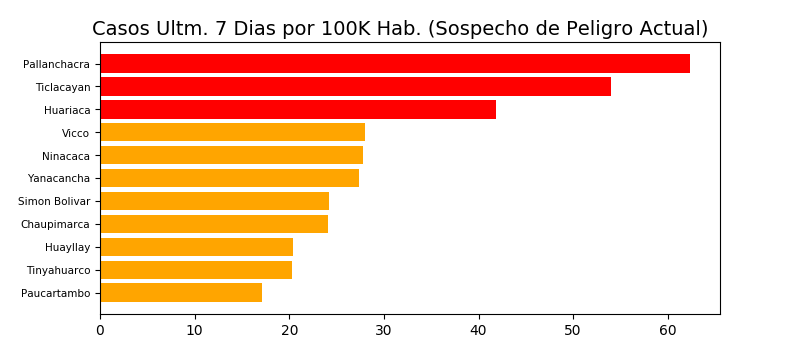 Casos Ultm. 7 Dias por 100K Hab. (Sospecho de Peligro Actual)
Pallanchacra
Ticlacayan
Huariaca
Vicco
Ninacaca
Yanacancha
Simon Bolivar
Chaupimarca
Huayllay
Tinyahuarco
Paucartambo
0 10 20 30 40 50 60